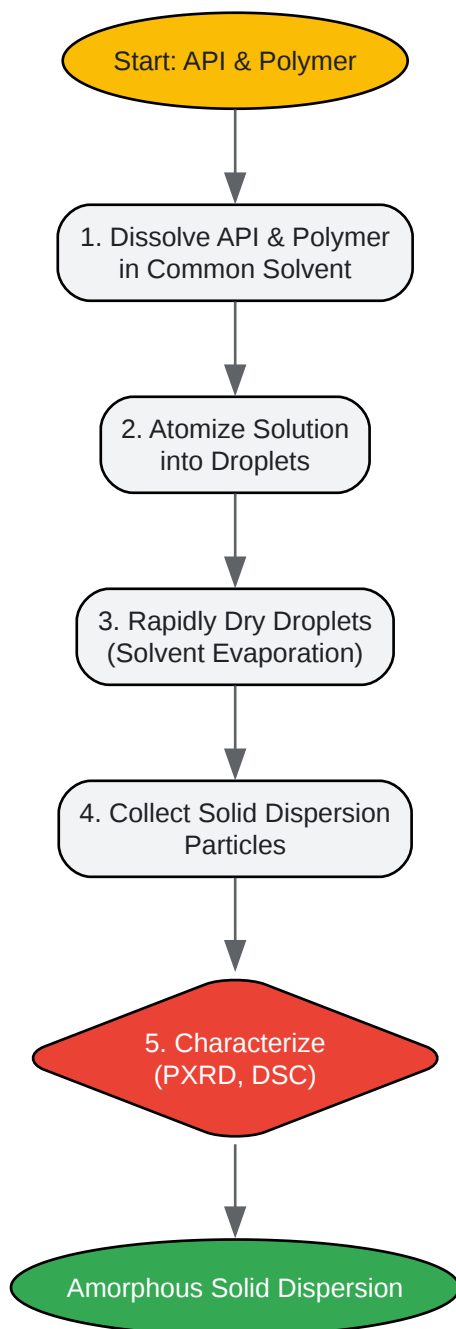 Start: API & Polymer
1. Dissolve API & Polymer
in Common Solvent
2. Atomize Solution
into Droplets
3. Rapidly Dry Droplets
(Solvent Evaporation)
4. Collect Solid Dispersion
Particles
5. Characterize
(PXRD, DSC)
Amorphous Solid Dispersion